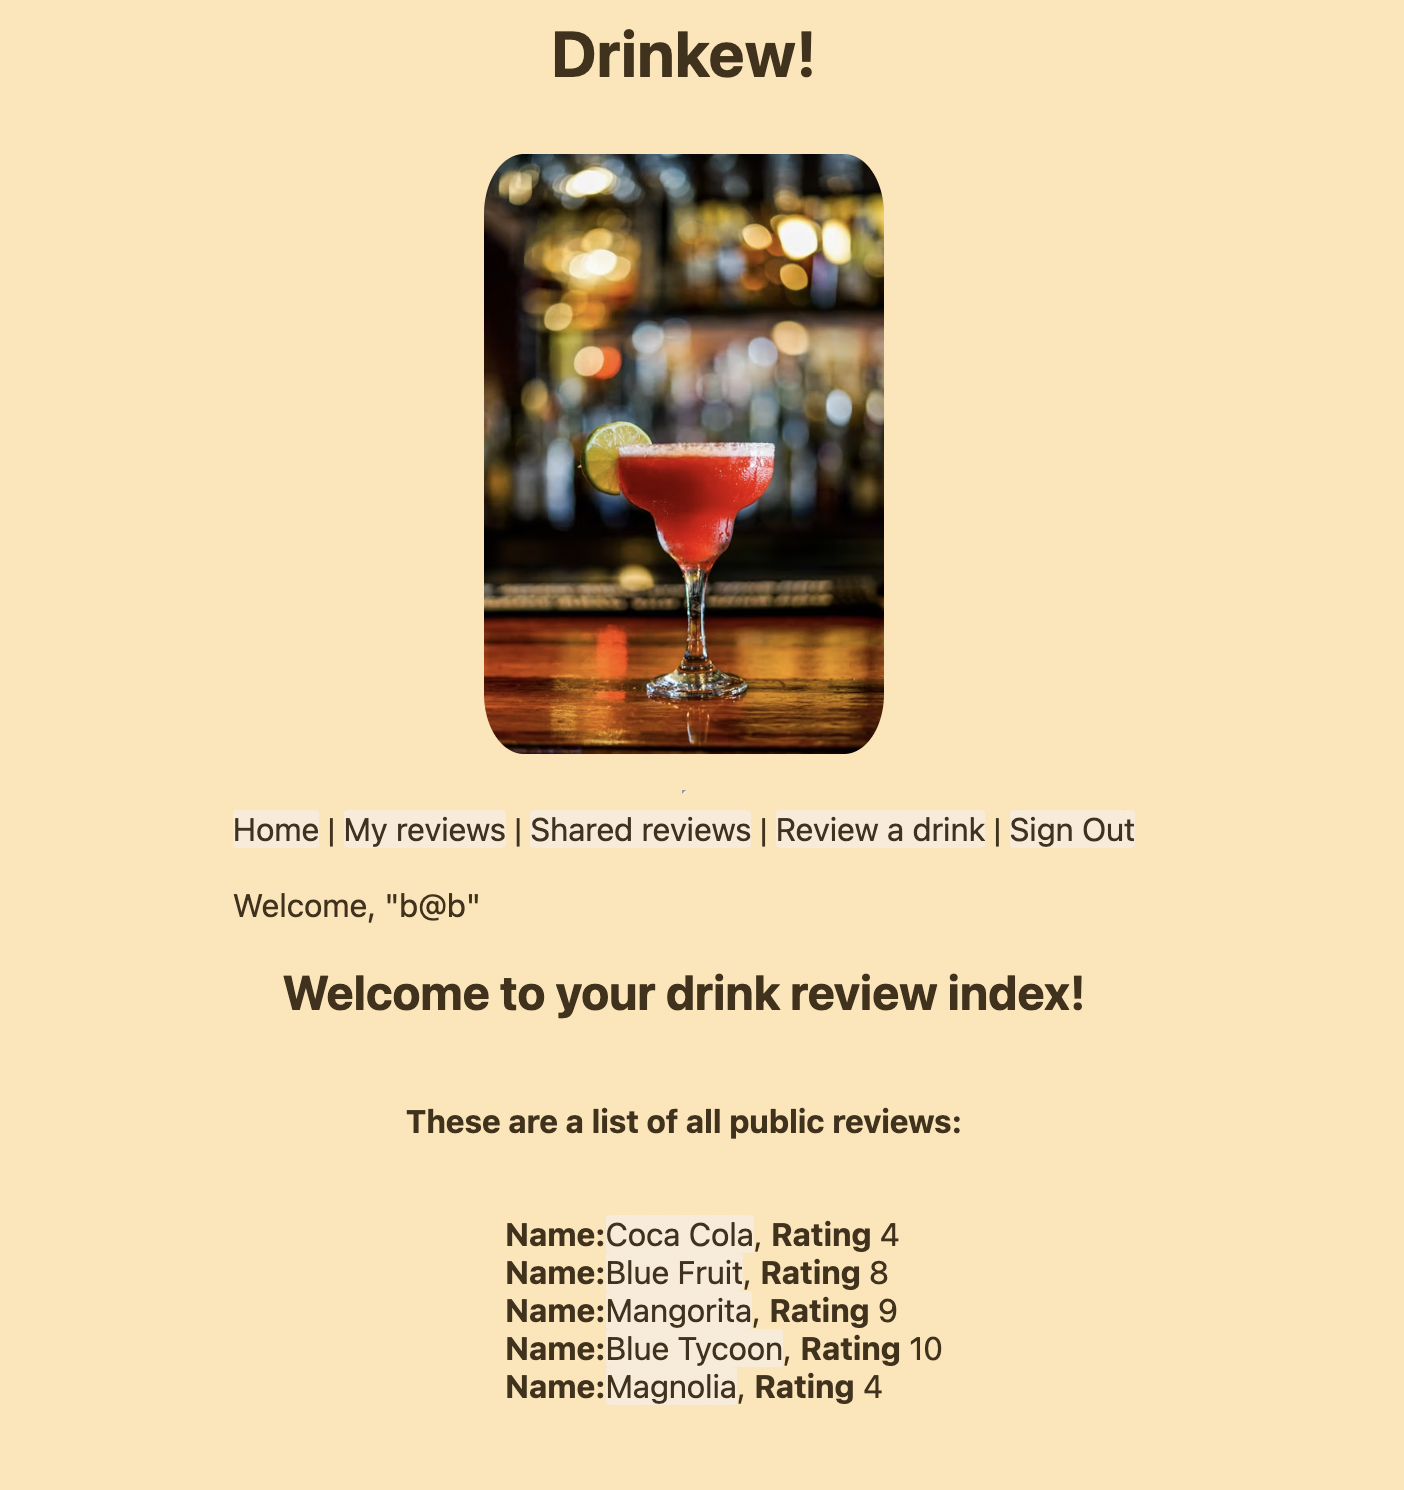 Drinkew!
Home | My reviews | Shared reviews | Review a drink | Sign Out
Welcome, "b@b"
Welcome to your drink review index!
These are a list of all public reviews:
Name:Coca Cola, Rating 4
Name:Blue Fruit, Rating 8
Name:Mangorita, Rating 9
Name:Blue Tycoon, Rating 10
Name:Magnolia, Rating 4